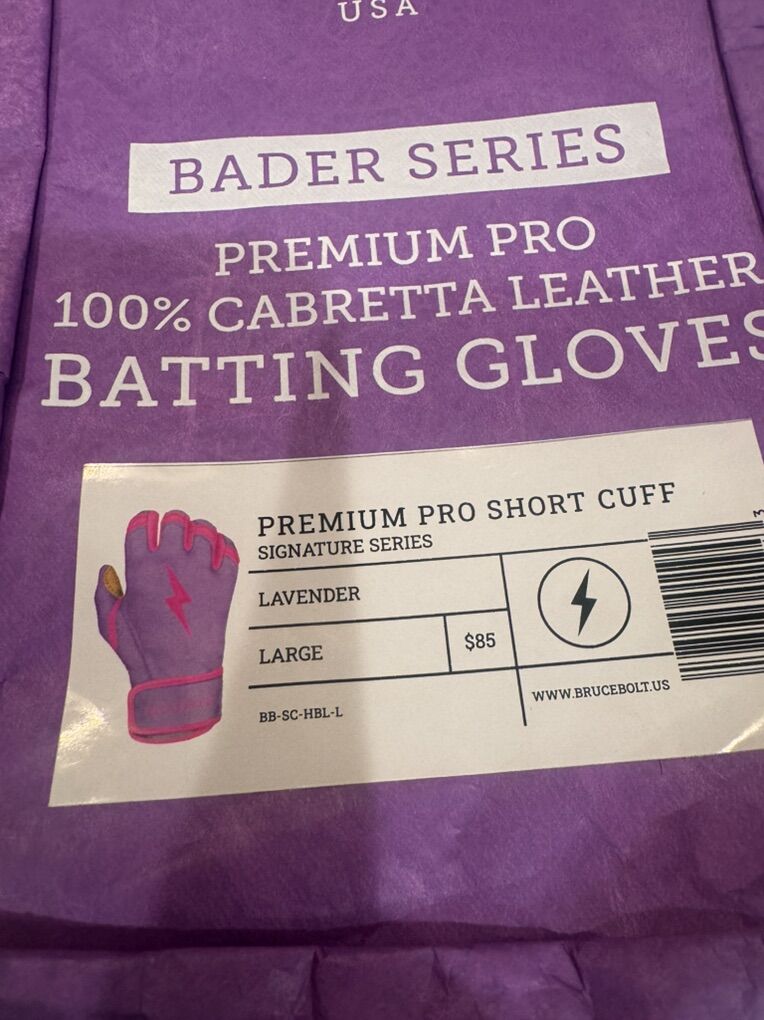 USA
BADER SERIES
PREMIUM PRO
100% CABRETTA LEATHER
BATTING GLOVES
PREMIUM PRO SHORT CUFF
SIGNATURE SERIES
LAVENDER
LARGE
$85
BB-SC-HBL-L
WWW.BRUCEBOLT.US
3